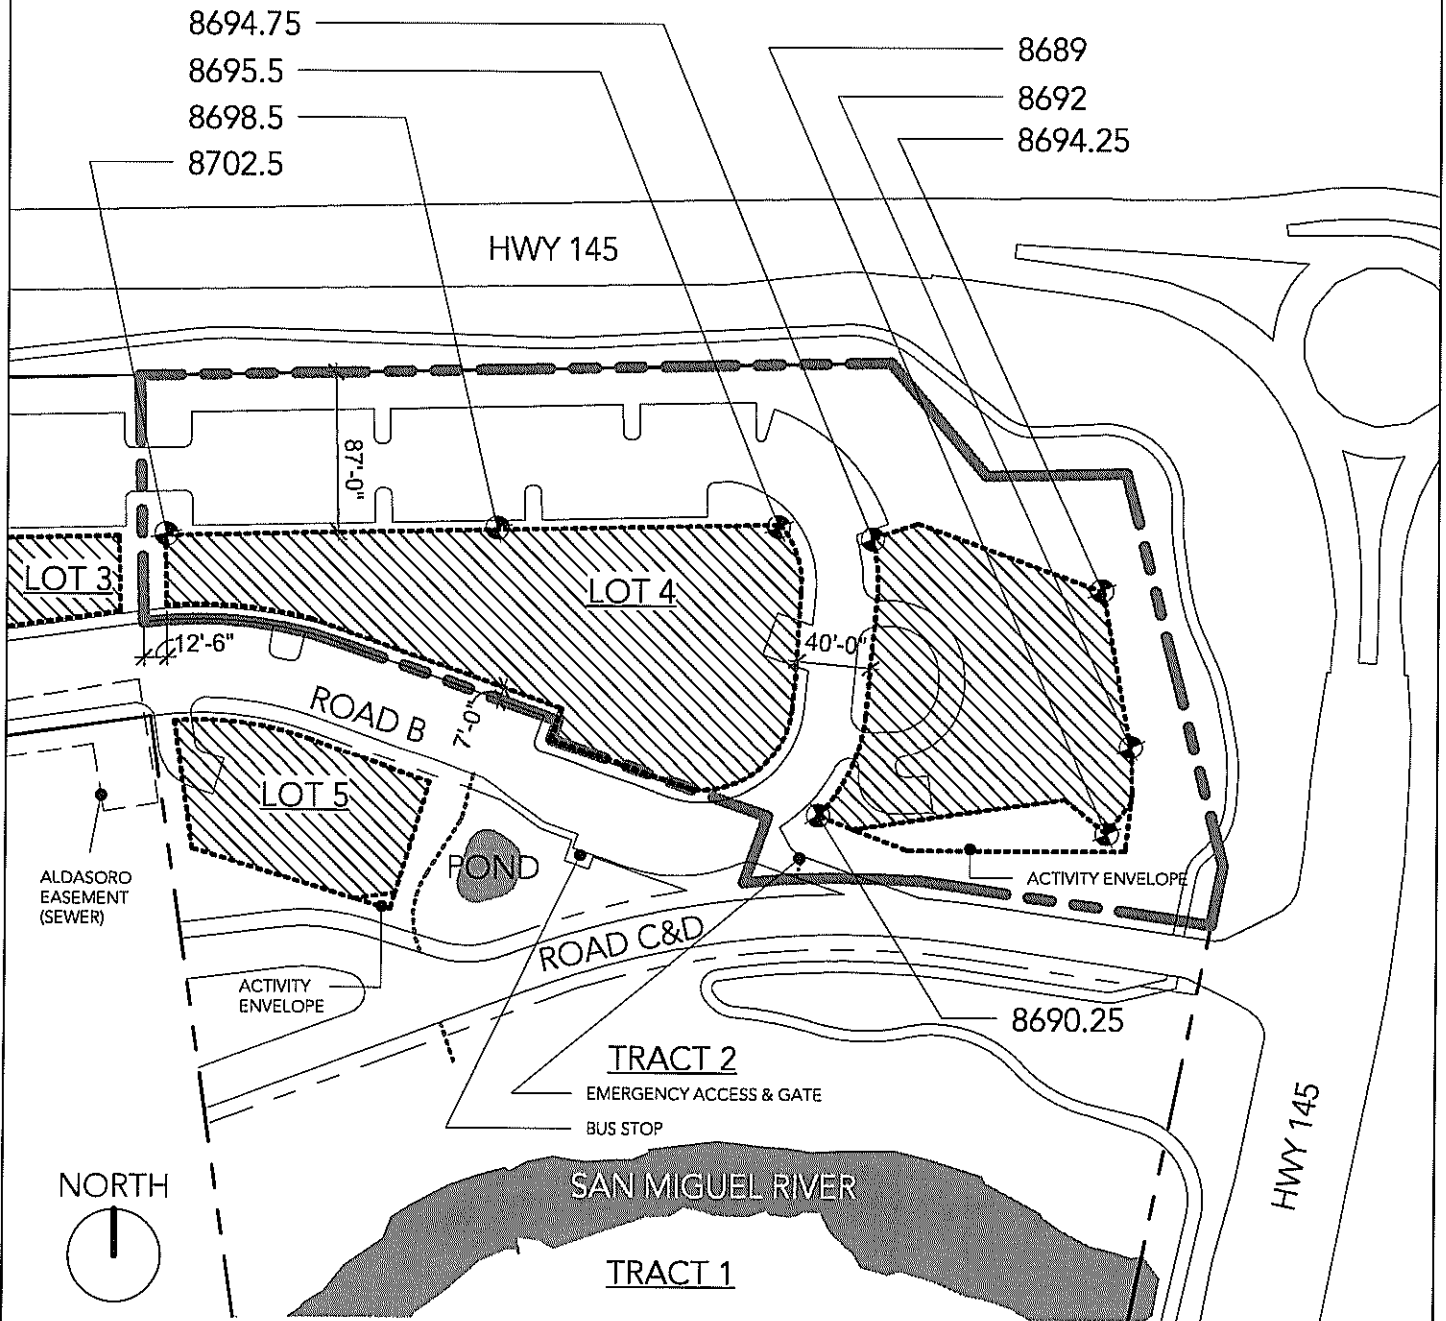 8694.75
8695.5
8698.5
8702.5
8689
8692
8694.25
HWY 145
87'-0"
LOT 3
LOT 4
12'-6"
40'-0"
ROAD B
7'-0"
LOT 5
POND
ALDASORO
EASEMENT
(SEWER)
ACTIVITY ENVELOPE
ROAD C&D
ACTIVITY
ENVELOPE
8690.25
TRACT 2
EMERGENCY ACCESS & GATE
BUS STOP
HWY 145
NORTH
SAN MIGUEL RIVER
TRACT 1